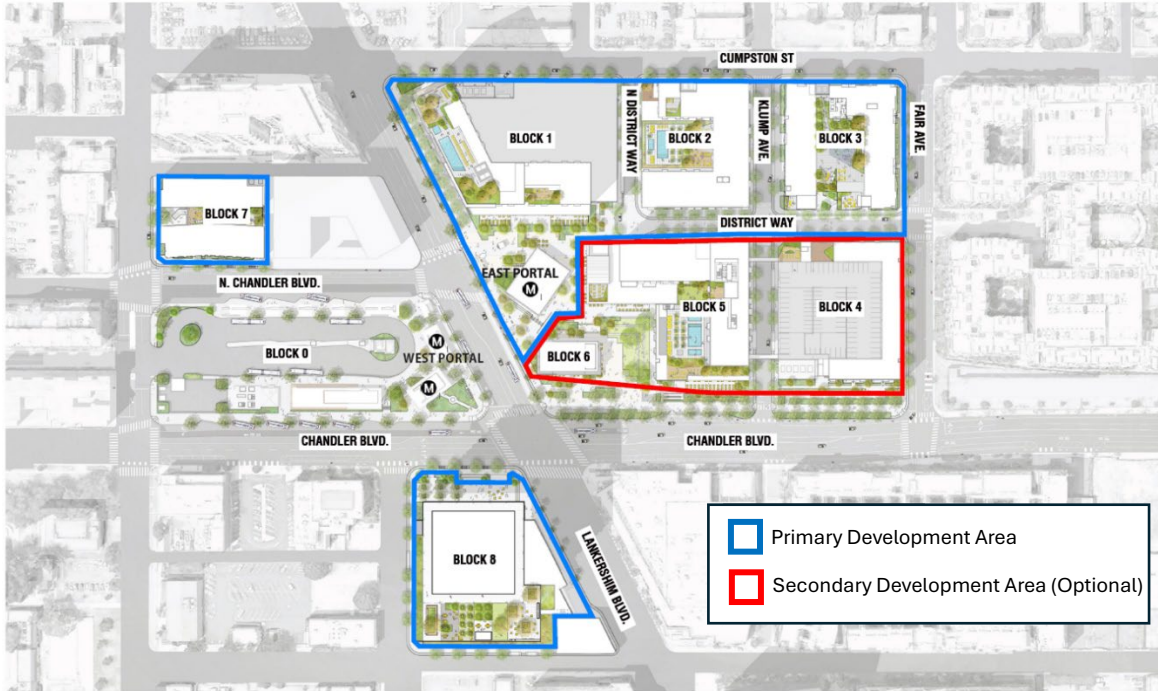 CUMPSTON ST
N DISTRICT WAY
KLUMP AVE.
FAIR AVE.
BLOCK 1
BLOCK 2
BLOCK 3
BLOCK 7
DISTRICT WAY
EAST PORTAL
M
N. CHANDLER BLVD.
BLOCK 5
BLOCK 4
BLOCK 0
M
WEST PORTAL
M
BLOCK 6
CHANDLER BLVD.
CHANDLER BLVD.
BLOCK 8
LANKERSHIM BLVD.
Primary Development Area
Secondary Development Area (Optional)